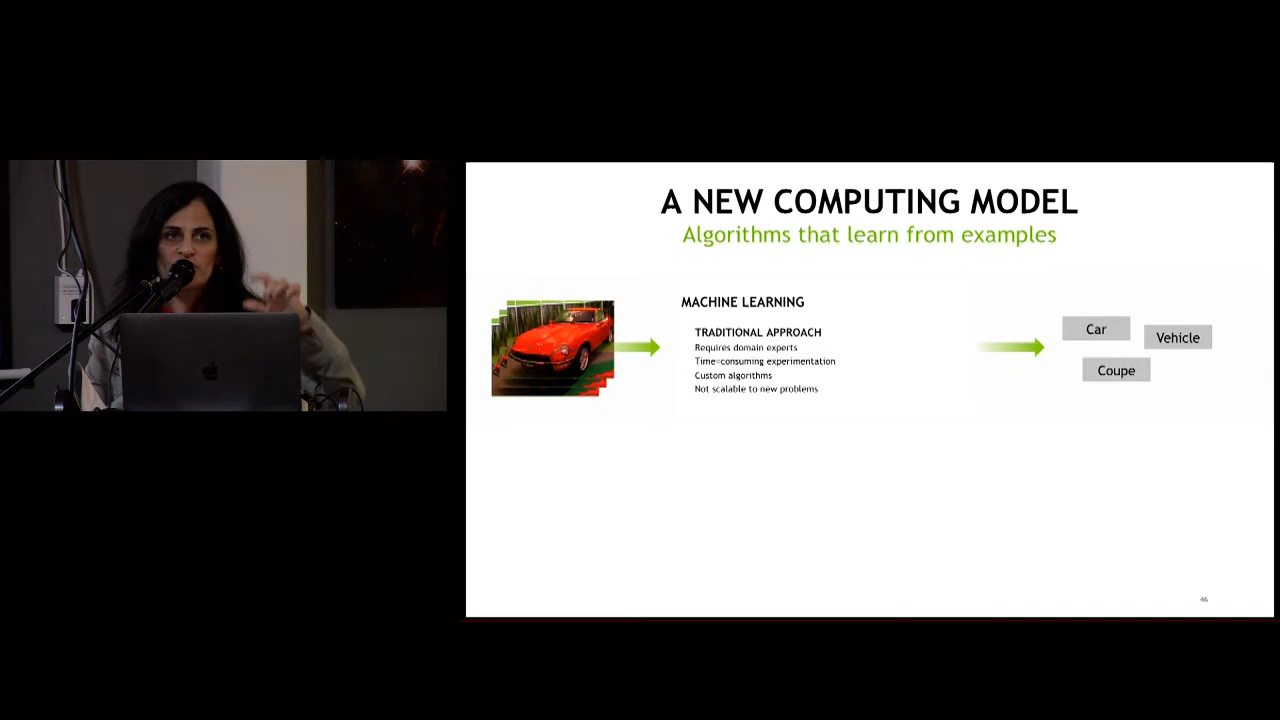 A NEW COMPUTING MODEL
Algorithms that learn from examples
MACHINE LEARNING
TRADITIONAL APPROACH
Requires domain experts
Time-consuming experimentation
Custom algorithms
Not scalable to new problems
Car
Vehicle
Coupe
46